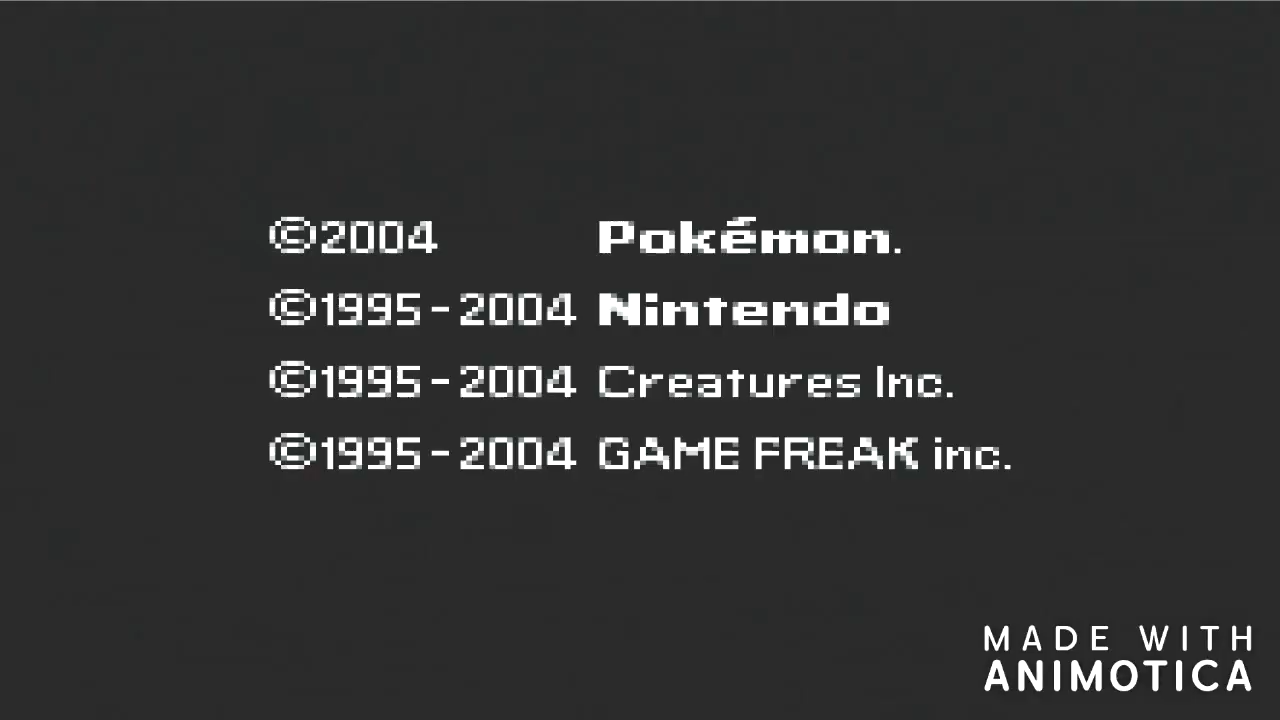 ©2004 Pokémon.
©1995-2004 Nintendo
©1995-2004 Creatures Inc.
©1995-2004 GAME FREAK inc.
MADE WITH
ANIMOTICA